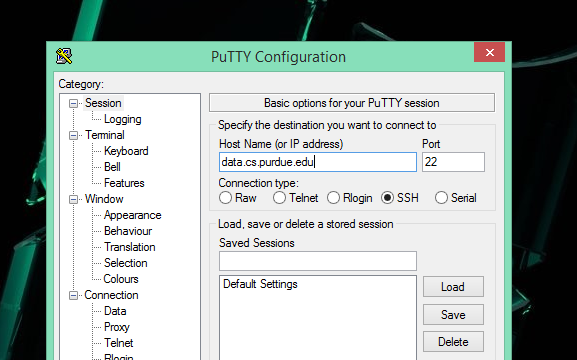 PuTTY Configuration
Category:
Session
Logging
Terminal
Keyboard
Bell
Features
Window
Appearance
Behaviour
Translation
Selection
Colours
Connection
Data
Proxy
Telnet
Rlogin
Basic options for your PuTTY session
Specify the destination you want to connect to
Host Name (or IP address) Port
data.cs.purdue.edu 22
Connection type:
Raw Telnet Rlogin SSH Serial
Load, save or delete a stored session
Saved Sessions
Default Settings
Load
Save
Delete